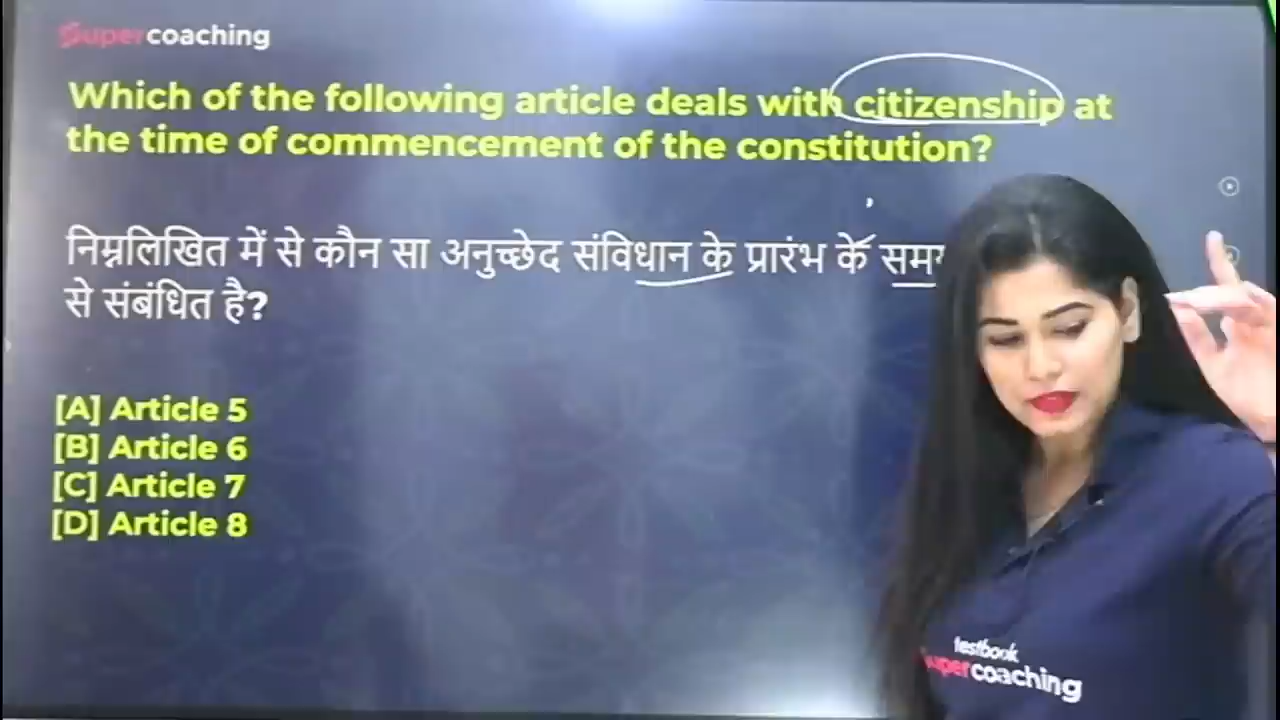 Supercoaching
Which of the following article deals with citizenship at
the time of commencement of the constitution?
निम्नलिखित में से कौन सा अनुच्छेद संविधान के प्रारंभ के
से संबंधित है?
[A] Article 5
[B] Article 6
[C] Article 7
[D] Article 8
testbook
Supercoaching